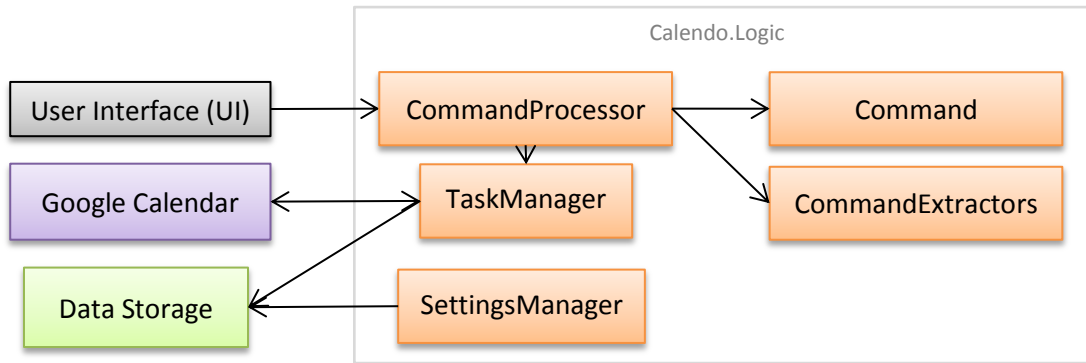 Calendo.Logic
User Interface (UI)
CommandProcessor
Command
Google Calendar
TaskManager
CommandExtractors
Data Storage
SettingsManager